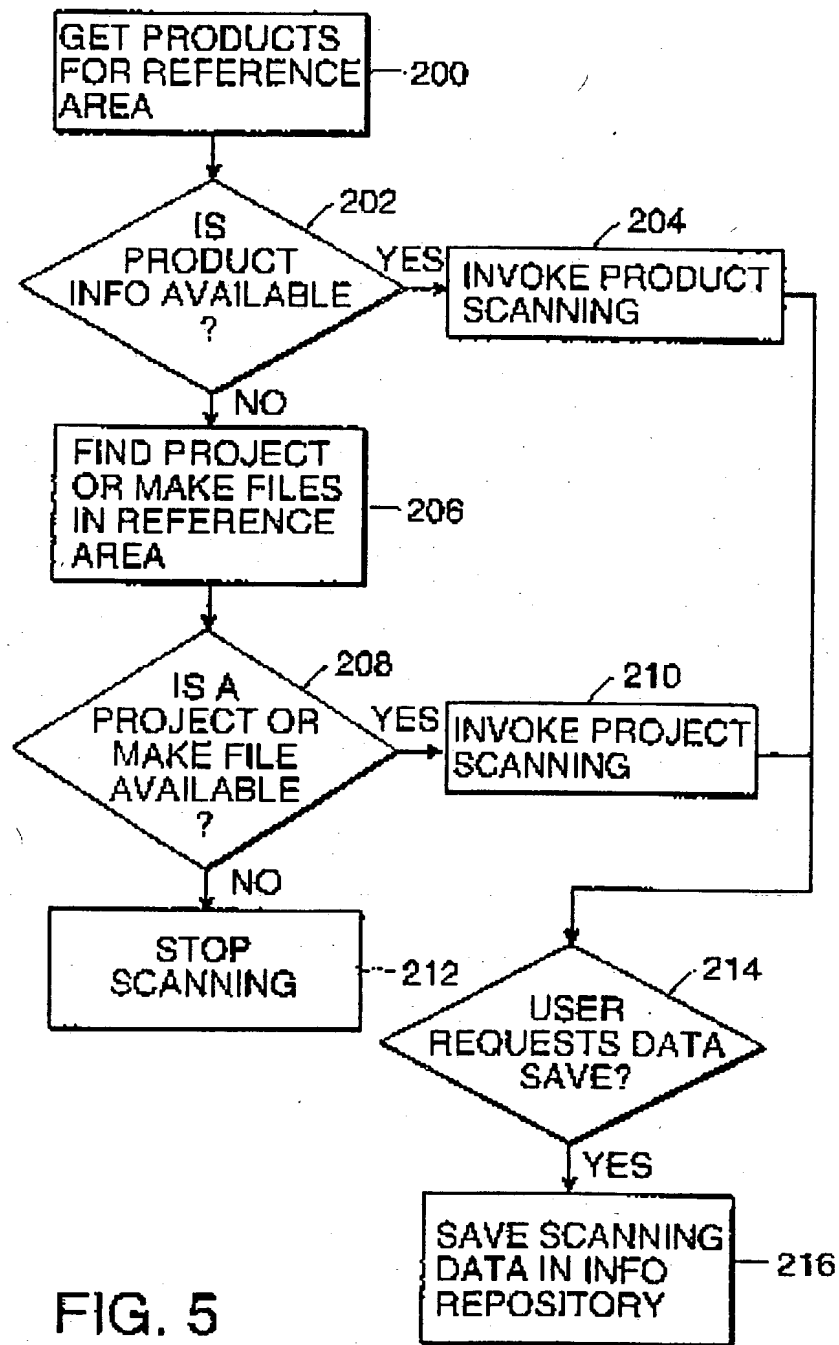 GET PRODUCTS
FOR REFERENCE
AREA
200
202
IS
PRODUCT
INFO AVAILABLE
?
YES
204
INVOKE PRODUCT
SCANNING
NO
FIND PROJECT
OR MAKE FILES
IN REFERENCE
AREA
206
208
IS A
PROJECT OR
MAKE FILE
AVAILABLE
?
YES
210
INVOKE PROJECT
SCANNING
NO
STOP
SCANNING
212
214
USER
REQUESTS DATA
SAVE?
YES
SAVE SCANNING
DATA IN INFO
REPOSITORY
216
FIG. 5